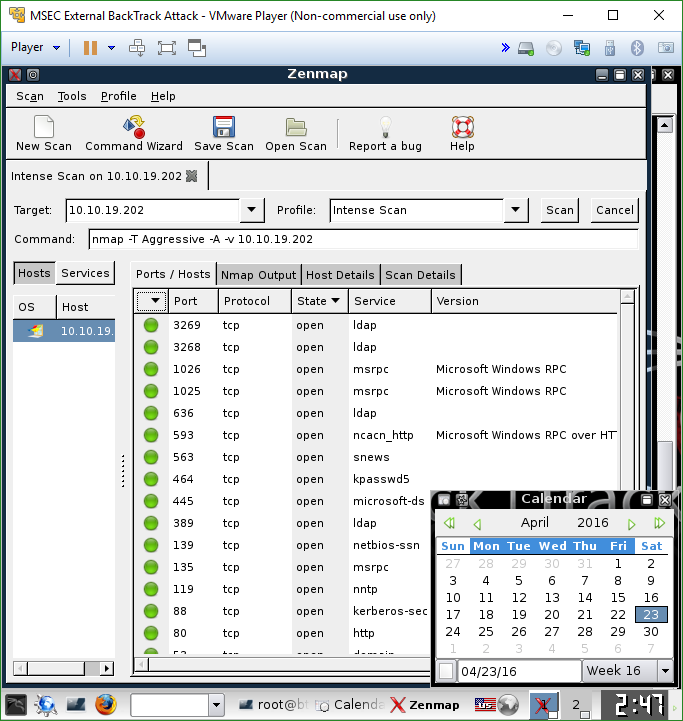 MSEC External BackTrack Attack - VMware Player (Non-commercial use only)
Player
Zenmap
Scan Tools Profile Help
New Scan Command Wizard Save Scan Open Scan Report a bug Help
Intense Scan on 10.10.19.202
Target: 10.10.19.202 Profile: Intense Scan Scan Cancel
Command: nmap -T Aggressive -A -v 10.10.19.202
Hosts Services Ports / Hosts Nmap Output Host Details Scan Details
OS Host Port Protocol State Service Version
10.10.19.
3269 tcp open ldap
3268 tcp open ldap
1026 tcp open msrpc Microsoft Windows RPC
1025 tcp open msrpc Microsoft Windows RPC
636 tcp open ldap
593 tcp open ncacn_http Microsoft Windows RPC over HT
563 tcp open snews
464 tcp open kpasswd5
445 tcp open microsoft-ds
389 tcp open ldap
139 tcp open netbios-ssn
135 tcp open msrpc
119 tcp open nntp
88 tcp open kerberos-sec
80 tcp open http
Calendar
April 2016
Sun Mon Tue Wed Thu Fri Sat
27 28 29 30 31 1 2
3 4 5 6 7 8 9
10 11 12 13 14 15 16
17 18 19 20 21 22 23
24 25 26 27 28 29 30
1 2 3 4 5 6 7
04/23/16 Week 16
root@bt Calenda Zenmap 1 2 2:47